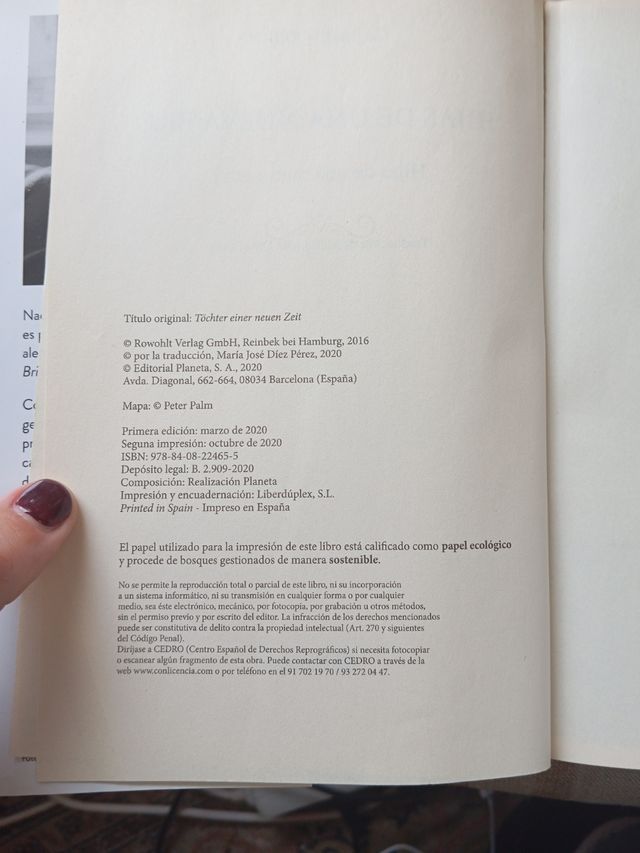 Título original: Töchter einer neuen Zeit
© Rowohlt Verlag GmbH, Reinbek bei Hamburg, 2016
© por la traducción, María José Díez Pérez, 2020
© Editorial Planeta, S. A., 2020
Avda. Diagonal, 662-664, 08034 Barcelona (España)
Mapa: © Peter Palm
Primera edición: marzo de 2020
Seguna impresión: octubre de 2020
ISBN: 978-84-08-22465-5
Depósito legal: B. 2.909-2020
Composición: Realización Planeta
Impresión y encuadernación: Liberdúplex, S.L.
Printed in Spain - Impreso en España
El papel utilizado para la impresión de este libro está calificado como papel ecológico
y procede de bosques gestionados de manera sostenible.
No se permite la reproducción total o parcial de este libro, ni su incorporación
a un sistema informático, ni su transmisión en cualquier forma o por cualquier
medio, sea éste electrónico, mecánico, por fotocopia, por grabación u otros métodos,
sin el permiso previo y por escrito del editor. La infracción de los derechos mencionados
puede ser constitutiva de delito contra la propiedad intelectual (Art. 270 y siguientes
del Código Penal).
Diríjase a CEDRO (Centro Español de Derechos Reprográficos) si necesita fotocopiar
o escanear algún fragmento de esta obra. Puede contactar con CEDRO a través de la
web www.conlicencia.com o por teléfono en el 91 702 19 70 / 93 272 04 47.